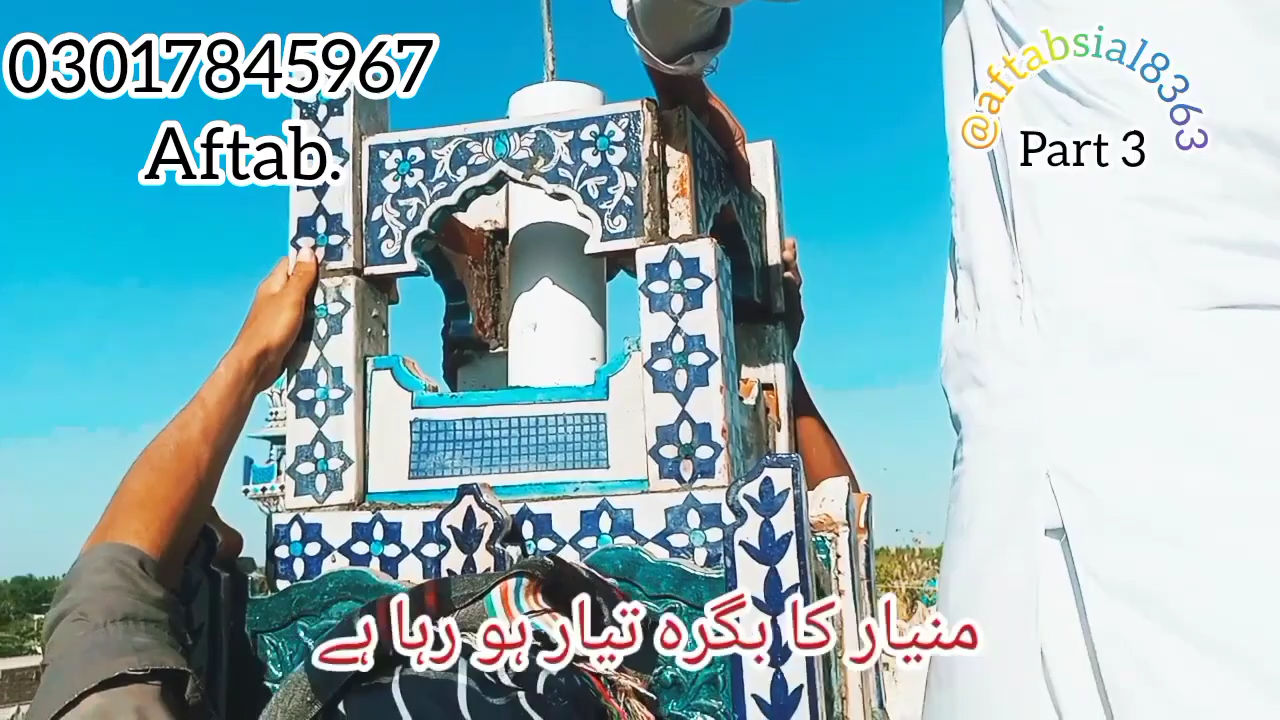 03017845967
Aftab.
@aftabsial8363
Part 3
منیار کا بگرہ تیار ہو رہا ہے